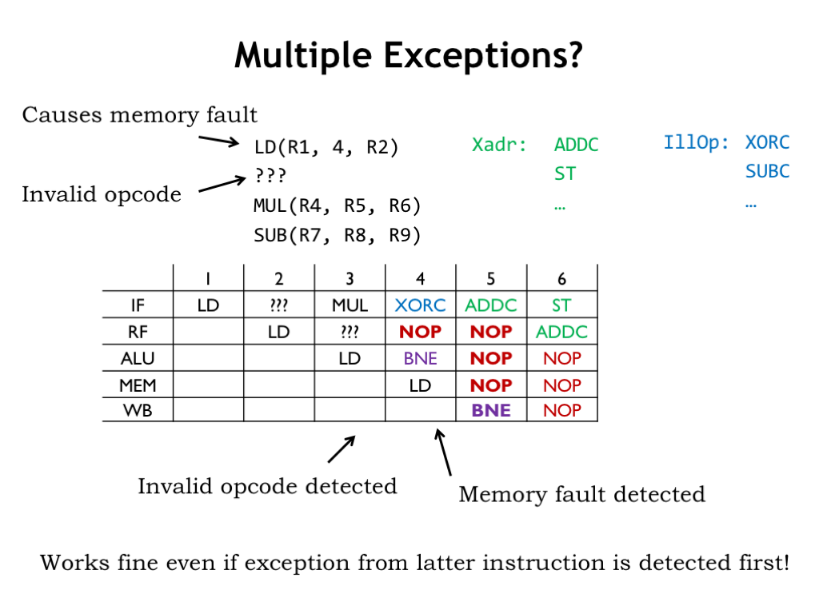 Multiple Exceptions?
Causes memory fault
LD(R1, 4, R2)
Xadr: ADDC
IllOp: XORC
Invalid opcode
???
ST
SUBC
MUL(R4, R5, R6)
…
…
SUB(R7, R8, R9)
1 2 3 4 5 6
IF LD ??? MUL XORC ADDC ST
RF LD ??? NOP NOP ADDC
ALU LD BNE NOP NOP
MEM LD NOP NOP
WB BNE NOP
Invalid opcode detected
Memory fault detected
Works fine even if exception from latter instruction is detected first!